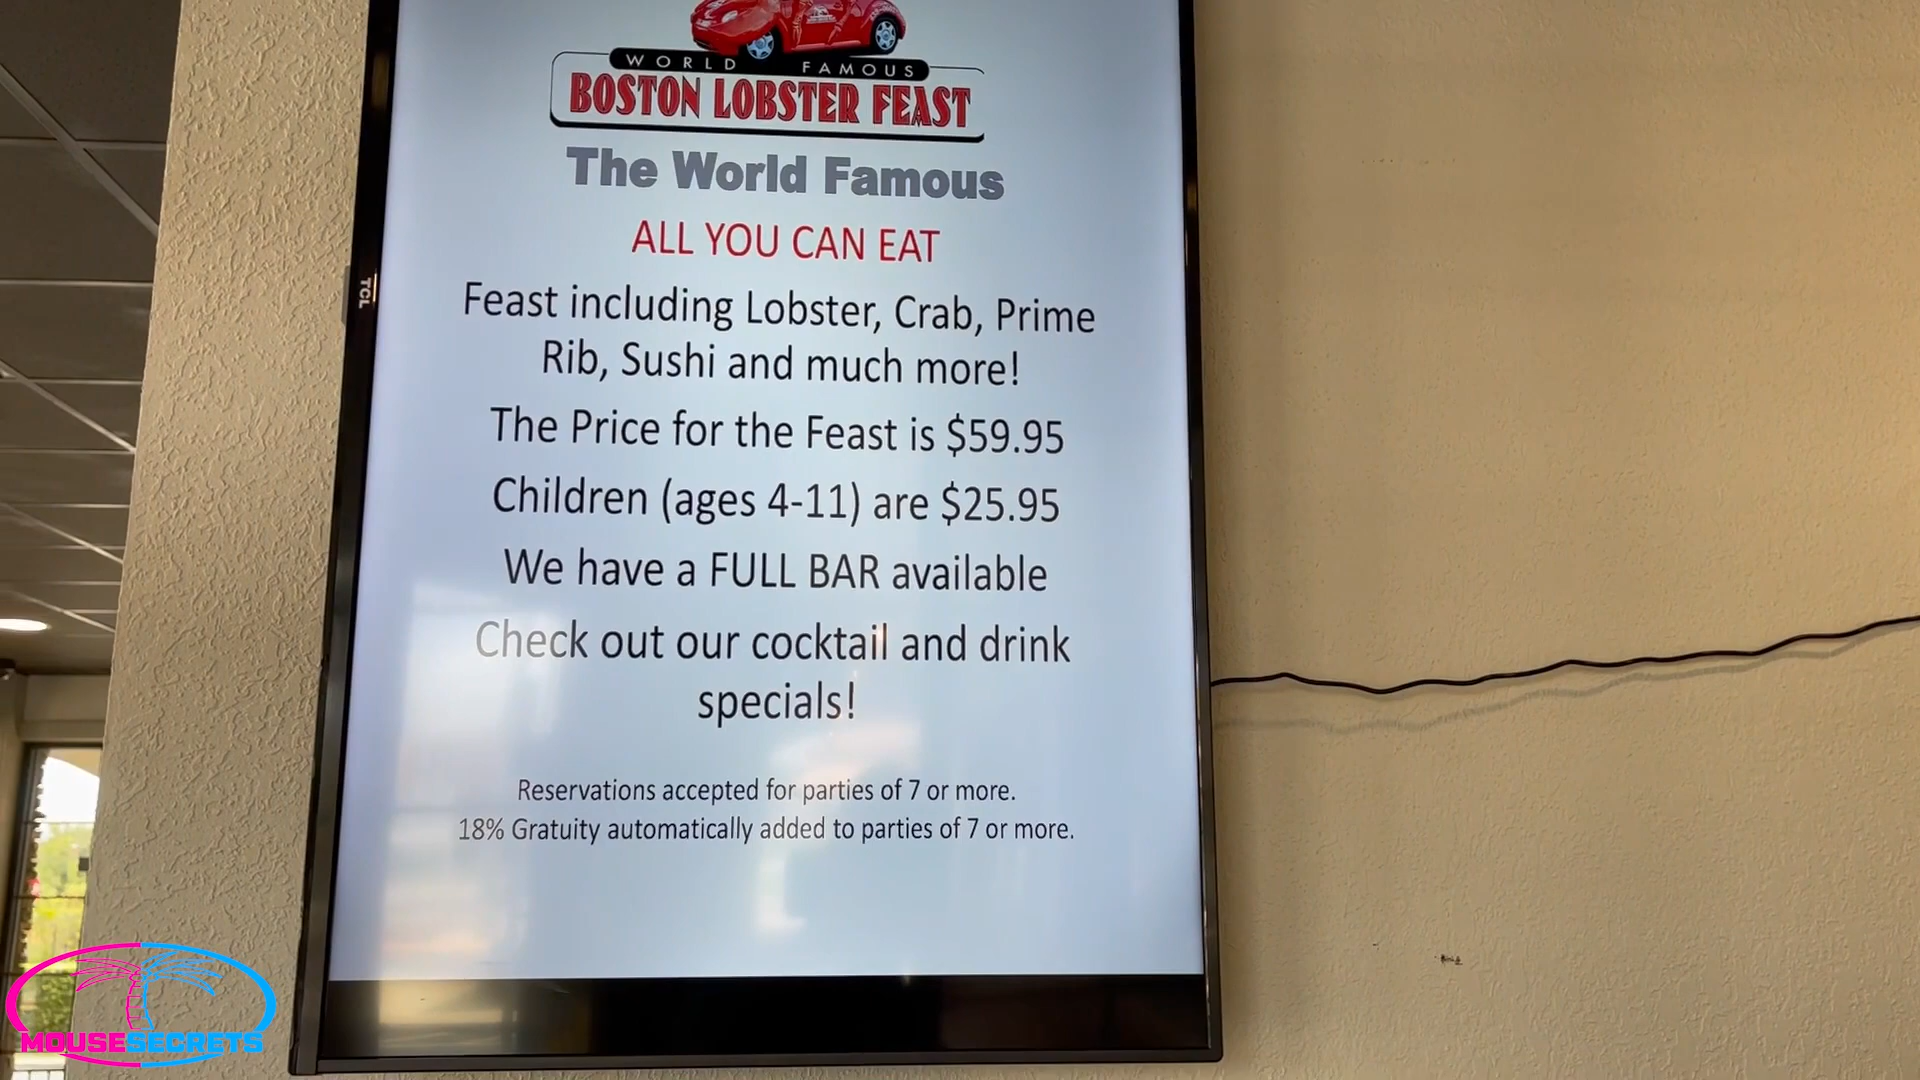 WORLD FAMOUS
BOSTON LOBSTER FEAST
The World Famous
ALL YOU CAN EAT
Feast including Lobster, Crab, Prime
Rib, Sushi and much more!
The Price for the Feast is $59.95
Children (ages 4-11) are $25.95
We have a FULL BAR available
Check out our cocktail and drink
specials!
Reservations accepted for parties of 7 or more.
18% Gratuity automatically added to parties of 7 or more.
TCL
MOUSESECRETS